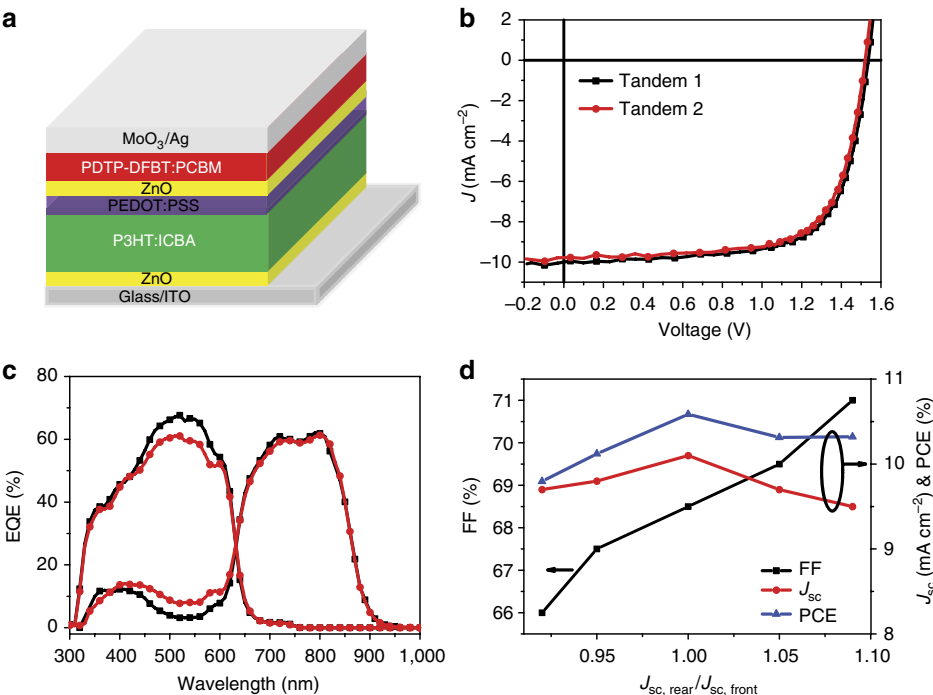 a
MoO₃/Ag
PDTP-DFBT:PCBM
ZnO
PEDOT:PSS
P3HT:ICBA
ZnO
Glass/ITO
b
2
0
−2
−4
−6
−8
−10
J (mA cm⁻²)
Tandem 1
Tandem 2
−0.2 0.0 0.2 0.4 0.6 0.8 1.0 1.2 1.4 1.6
Voltage (V)
c
80
60
40
20
0
EQE (%)
300 400 500 600 700 800 900 1,000
Wavelength (nm)
d
71
70
69
68
67
66
FF (%)
11
10
9
8
J_sc (mA cm⁻²) & PCE (%)
FF
J_sc
PCE
0.95 1.00 1.05 1.10
J_sc, rear/J_sc, front